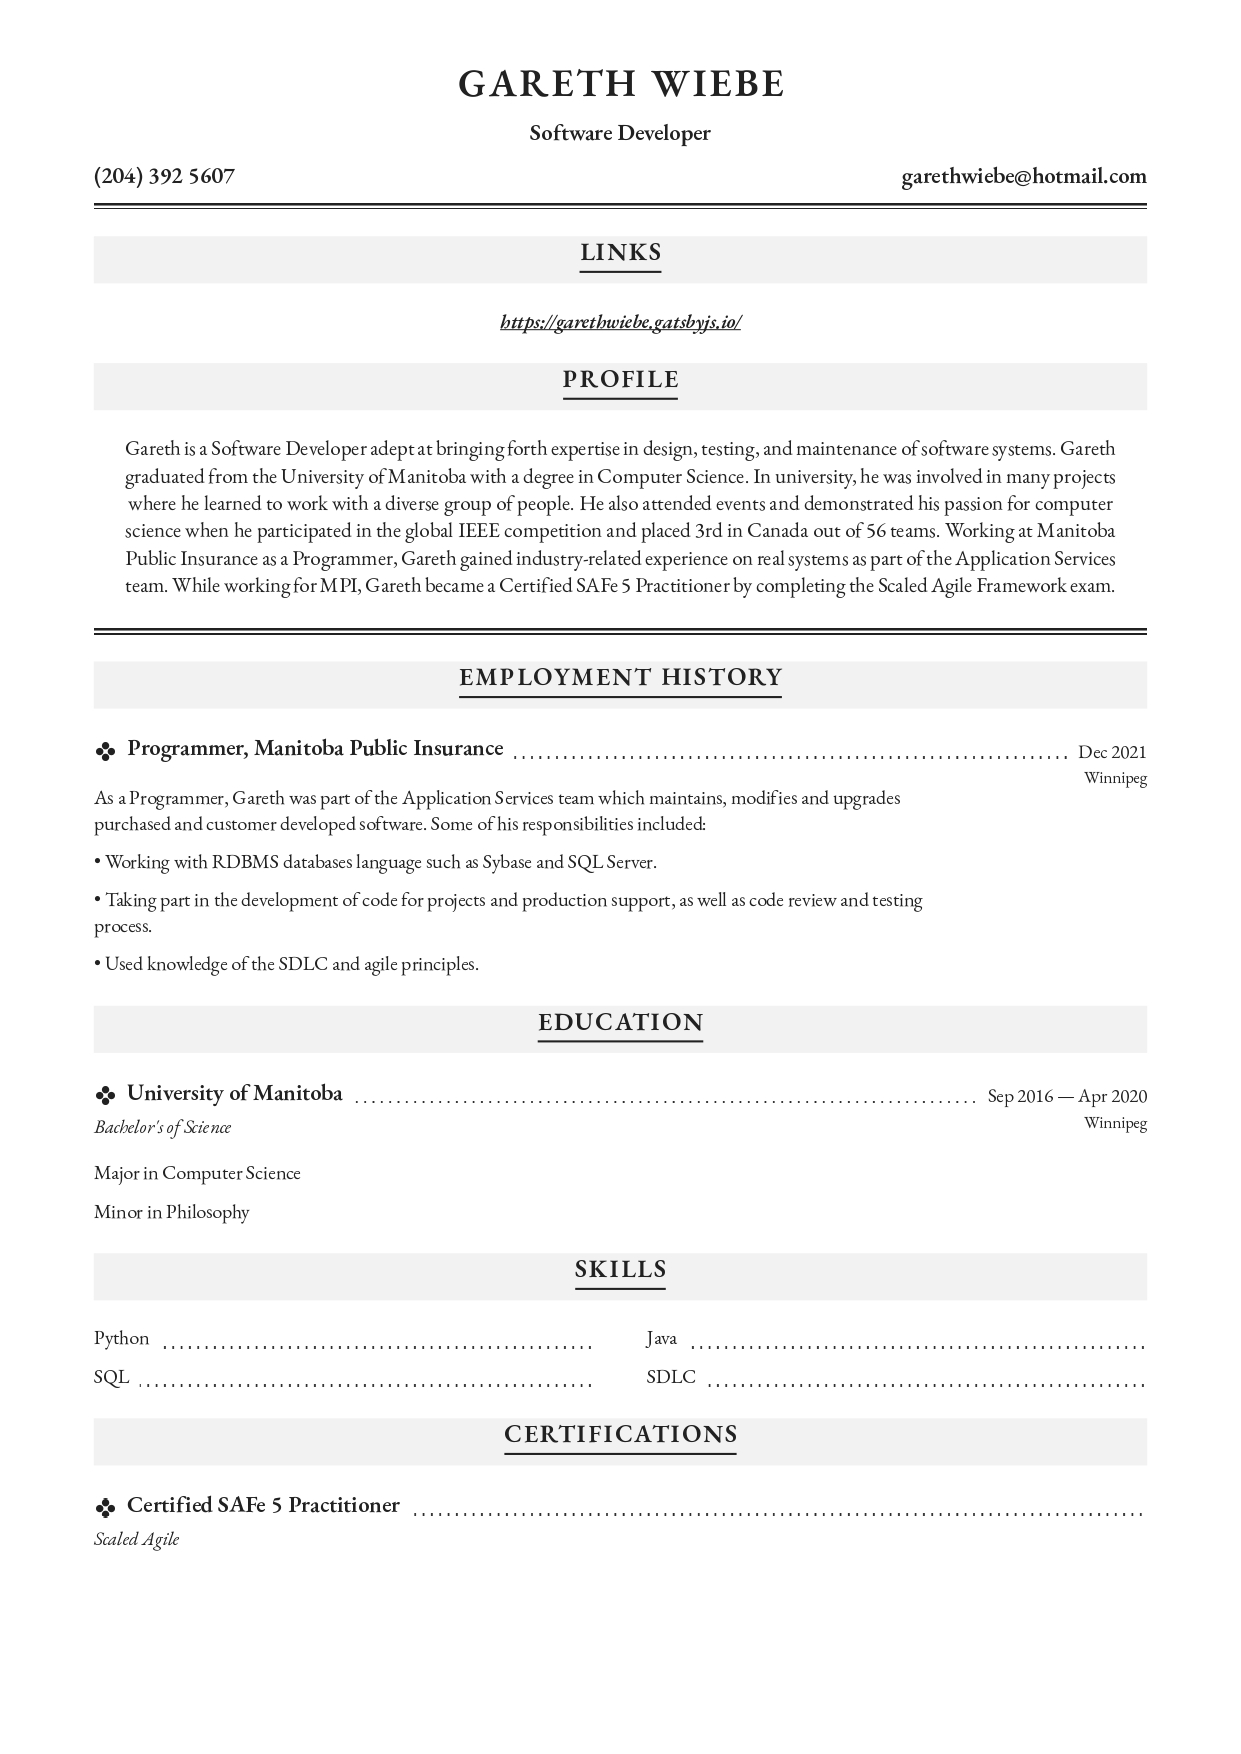 GARETH WIEBE
Software Developer
(204) 392 5607 garethwiebe@hotmail.com
LINKS
https://garethwiebe.gatsbyjs.io/
PROFILE
Gareth is a Software Developer adept at bringing forth expertise in design, testing, and maintenance of software systems. Gareth
graduated from the University of Manitoba with a degree in Computer Science. In university, he was involved in many projects
where he learned to work with a diverse group of people. He also attended events and demonstrated his passion for computer
science when he participated in the global IEEE competition and placed 3rd in Canada out of 56 teams. Working at Manitoba
Public Insurance as a Programmer, Gareth gained industry-related experience on real systems as part of the Application Services
team. While working for MPI, Gareth became a Certified SAFe 5 Practitioner by completing the Scaled Agile Framework exam.
EMPLOYMENT HISTORY
Programmer, Manitoba Public Insurance Dec 2021
Winnipeg
As a Programmer, Gareth was part of the Application Services team which maintains, modifies and upgrades
purchased and customer developed software. Some of his responsibilities included:
• Working with RDBMS databases language such as Sybase and SQL Server.
• Taking part in the development of code for projects and production support, as well as code review and testing
process.
• Used knowledge of the SDLC and agile principles.
EDUCATION
University of Manitoba Sep 2016 — Apr 2020
Bachelor's of Science Winnipeg
Major in Computer Science
Minor in Philosophy
SKILLS
Python Java
SQL SDLC
CERTIFICATIONS
Certified SAFe 5 Practitioner
Scaled Agile